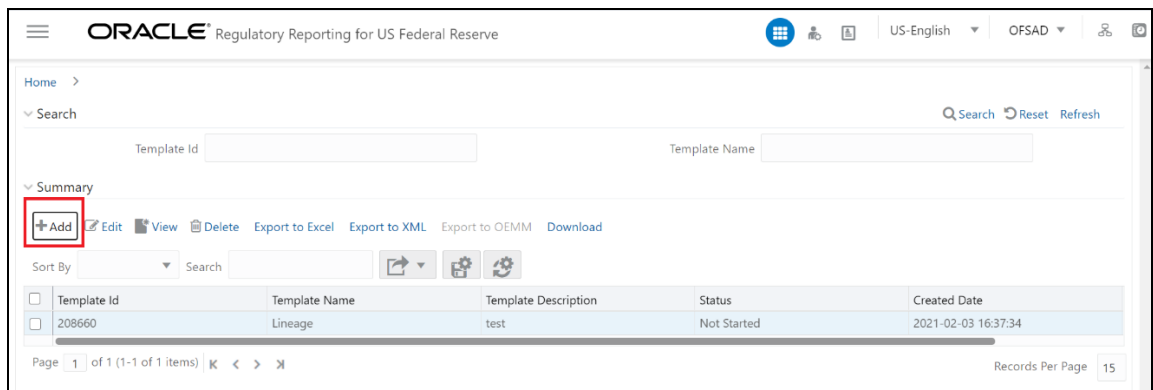 ORACLE® Regulatory Reporting for US Federal Reserve US-English OFSAD
Home >
Search Search Reset Refresh
Template Id Template Name
Summary
Add Edit View Delete Export to Excel Export to XML Export to OEMM Download
Sort By Search
Template Id Template Name Template Description Status Created Date
208660 Lineage test Not Started 2021-02-03 16:37:34
Page 1 of 1 (1-1 of 1 items) Records Per Page 15